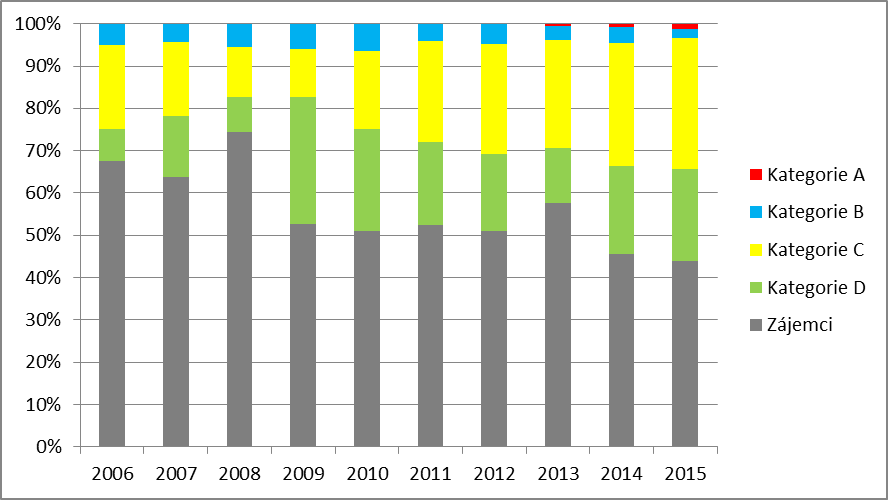 100%
90%
80%
70%
60%
50%
40%
30%
20%
10%
0%
2006 2007 2008 2009 2010 2011 2012 2013 2014 2015
Kategorie A
Kategorie B
Kategorie C
Kategorie D
Zájemci